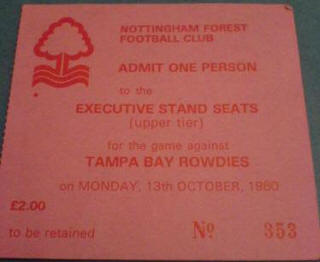 NOTTINGHAM FOREST
FOOTBALL CLUB
ADMIT ONE PERSON
to the
EXECUTIVE STAND SEATS
(upper tier)
for the game against
TAMPA BAY ROWDIES
on MONDAY, 13th OCTOBER, 1980
£2.00
to be retained
Nº 353